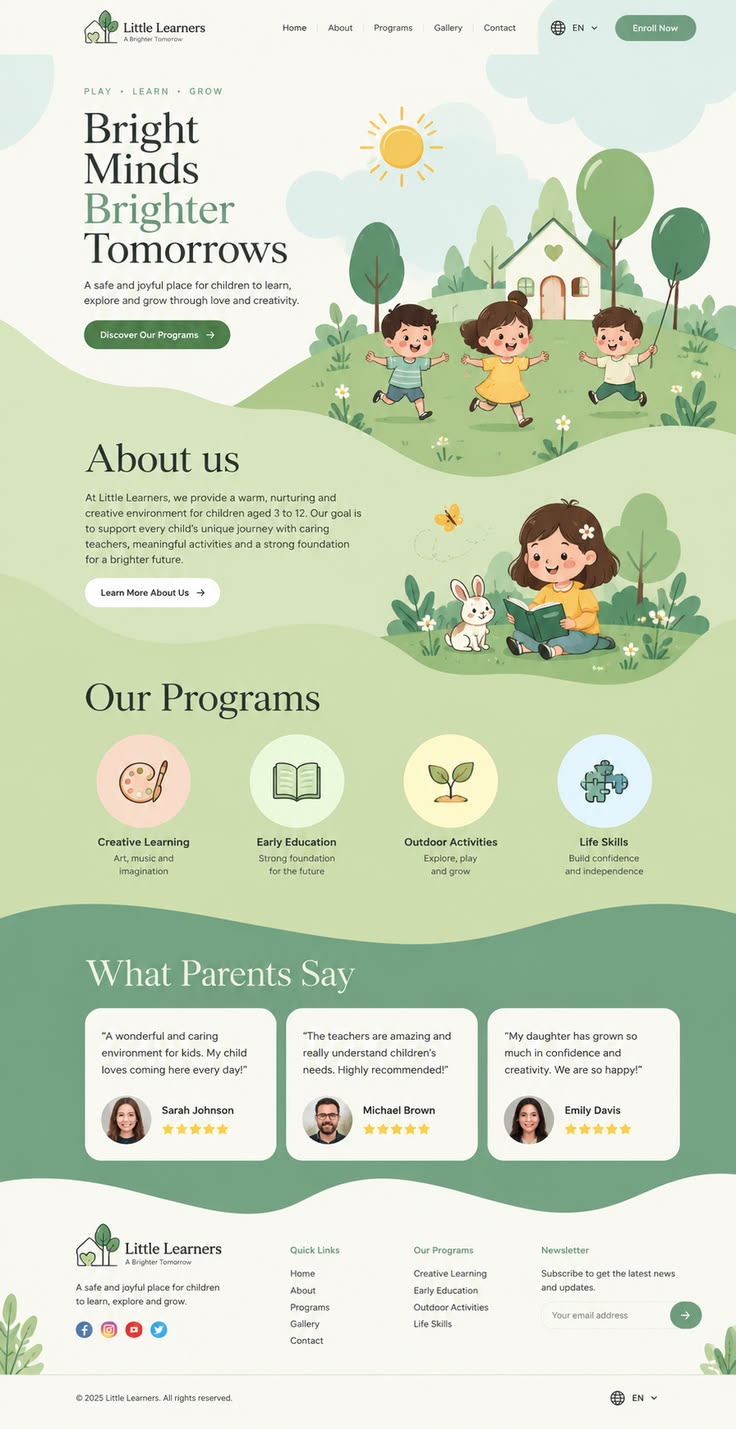 Little Learners
A Brighter Tomorrow
Home
About
Programs
Gallery
Contact
EN
Enroll Now
PLAY • LEARN • GROW
Bright
Minds
Brighter
Tomorrows
A safe and joyful place for children to learn,
explore and grow through love and creativity.
Discover Our Programs →
About us
At Little Learners, we provide a warm, nurturing and
creative environment for children aged 3 to 12. Our goal is
to support every child's unique journey with caring
teachers, meaningful activities and a strong foundation
for a brighter future.
Learn More About Us →
Our Programs
Creative Learning
Art, music and
imagination
Early Education
Strong foundation
for the future
Outdoor Activities
Explore, play
and grow
Life Skills
Build confidence
and independence
What Parents Say
"A wonderful and caring
environment for kids. My child
loves coming here every day!"
Sarah Johnson
"The teachers are amazing and
really understand children's
needs. Highly recommended!"
Michael Brown
"My daughter has grown so
much in confidence and
creativity. We are so happy!"
Emily Davis
Little Learners
A Brighter Tomorrow
A safe and joyful place for children
to learn, explore and grow.
Quick Links
Home
About
Programs
Gallery
Contact
Our Programs
Creative Learning
Early Education
Outdoor Activities
Life Skills
Newsletter
Subscribe to get the latest news
and updates.
Your email address
© 2025 Little Learners. All rights reserved.
EN